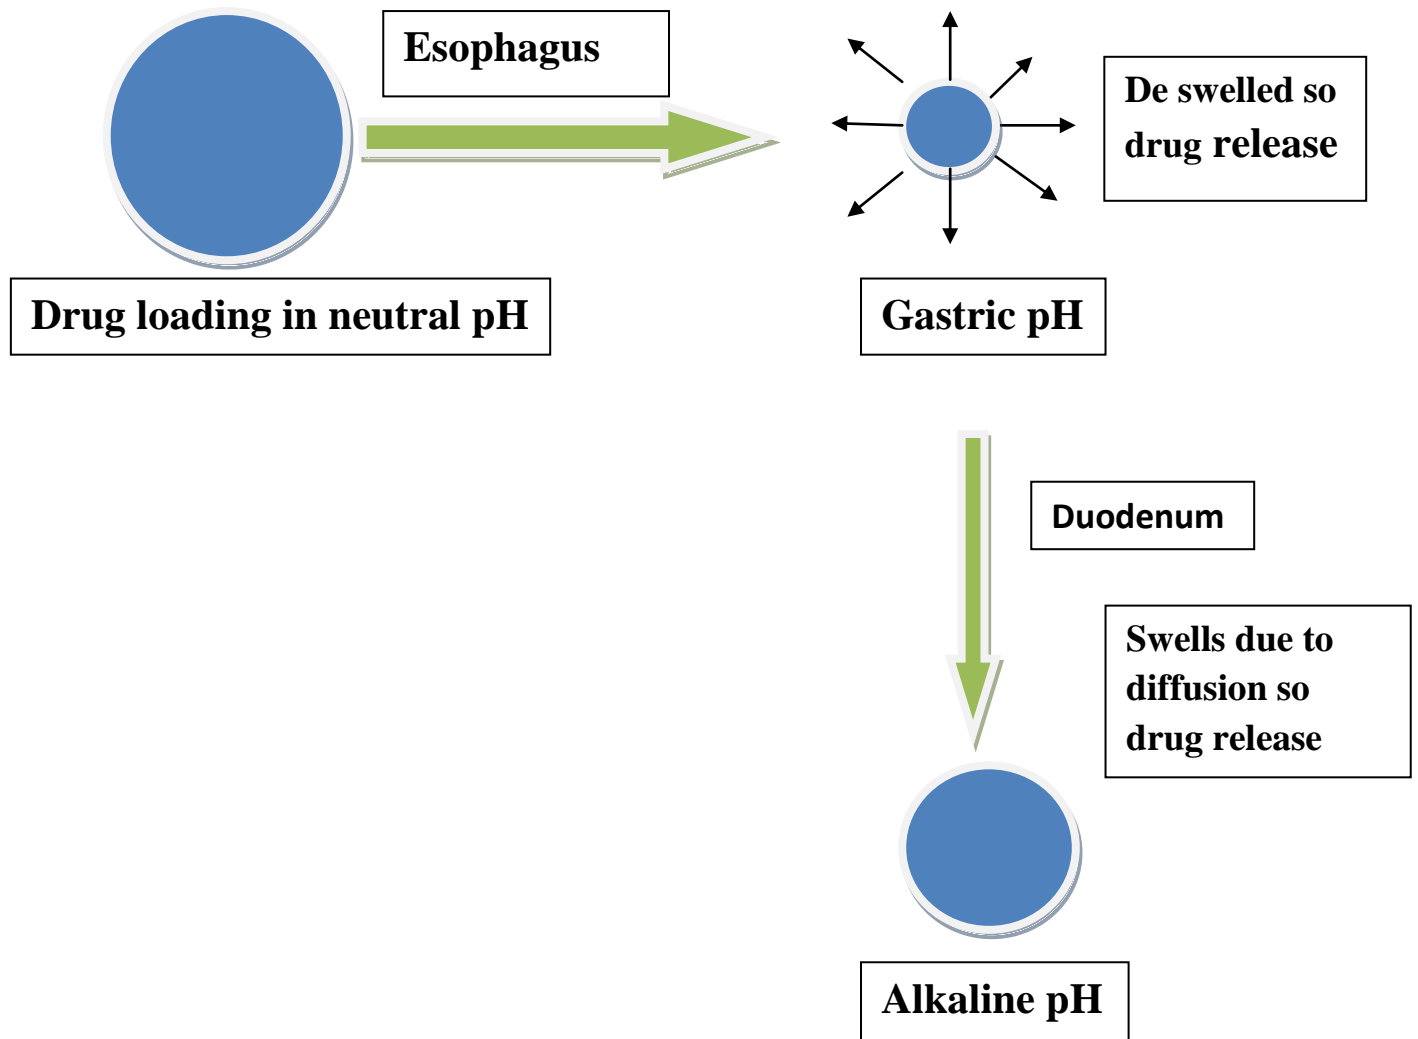 Esophagus
De swelled so
drug release
Drug loading in neutral pH
Gastric pH
Duodenum
Swells due to
diffusion so
drug release
Alkaline pH